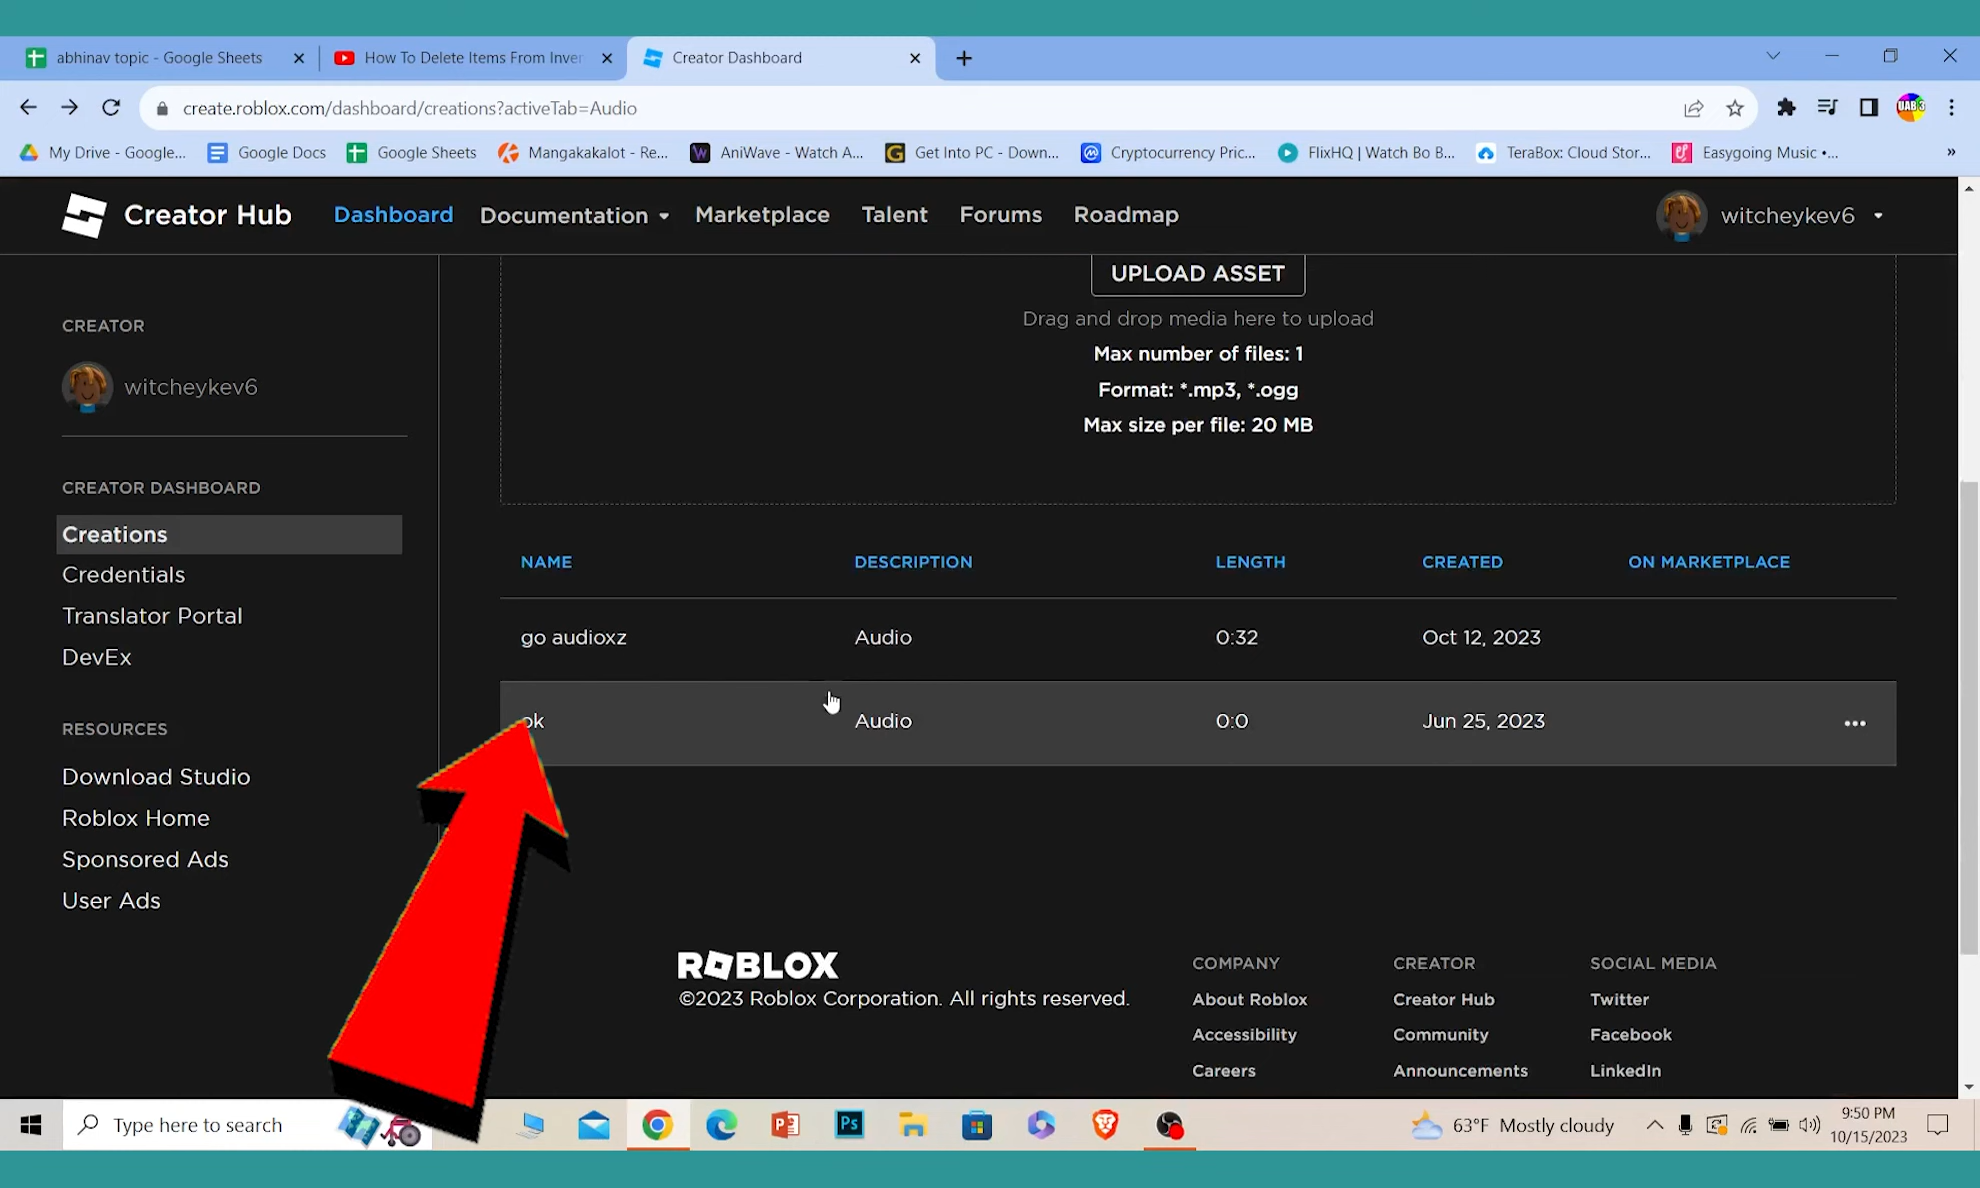 abhinav topic - Google Sheets
How To Delete Items From Inver
Creator Dashboard
create.roblox.com/dashboard/creations?activeTab=Audio
UAB 3
My Drive - Google...
Google Docs
Google Sheets
Mangakakalot - Re...
AniWave - Watch A...
Get Into PC - Down...
Cryptocurrency Pric...
FlixHQ | Watch Bo B...
TeraBox: Cloud Stor...
Easygoing Music •...
»
Creator Hub
Dashboard
Documentation
Marketplace
Talent
Forums
Roadmap
witcheykev6
UPLOAD ASSET
Drag and drop media here to upload
Max number of files: 1
Format: *.mp3, *.ogg
Max size per file: 20 MB
CREATOR
witcheykev6
CREATOR DASHBOARD
Creations
Credentials
Translator Portal
DevEx
RESOURCES
Download Studio
Roblox Home
Sponsored Ads
User Ads
NAME DESCRIPTION LENGTH CREATED ON MARKETPLACE
go audioxz Audio 0:32 Oct 12, 2023
ok Audio 0:0 Jun 25, 2023
ROBLOX
©2023 Roblox Corporation. All rights reserved.
COMPANY
About Roblox
Accessibility
Careers
CREATOR
Creator Hub
Community
Announcements
SOCIAL MEDIA
Twitter
Facebook
LinkedIn
Type here to search
Ps
63°F Mostly cloudy
9:50 PM
10/15/2023